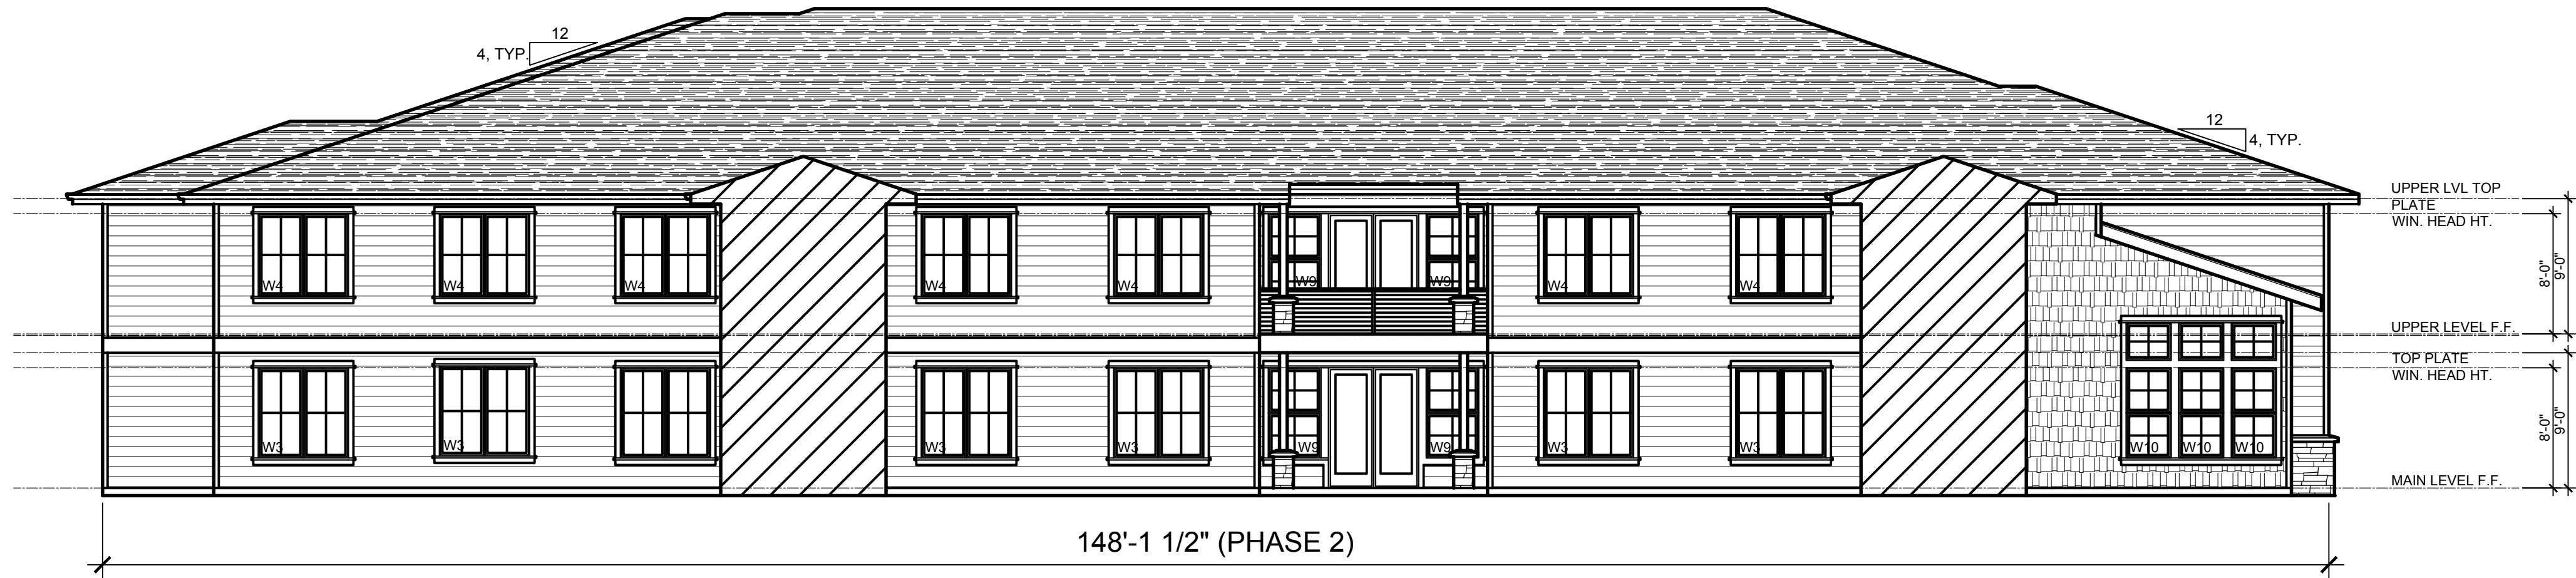 12
4, TYP.
12
4, TYP.
UPPER LVL TOP
PLATE
WIN. HEAD HT.
8'-0"
9'-0"
W4 W4 W4 W4 W4 W9 W9 W4 W4
UPPER LEVEL F.F.
TOP PLATE
WIN. HEAD HT.
8'-0"
9'-0"
W3 W3 W3 W3 W3 W9 W9 W3 W3 W10 W10 W10
MAIN LEVEL F.F.
148'-1 1/2" (PHASE 2)